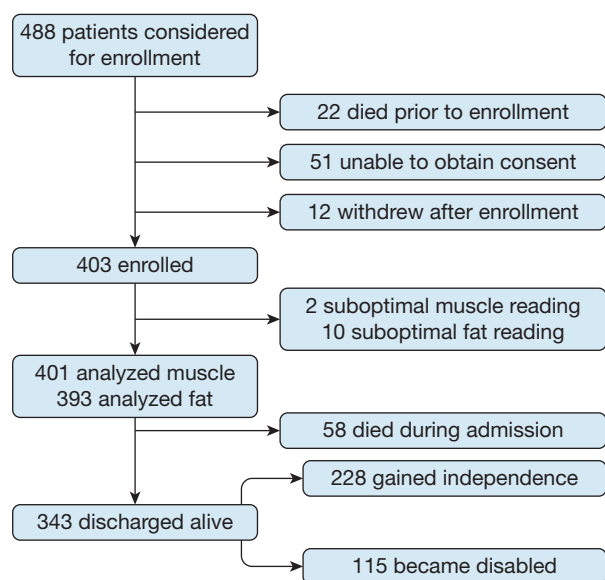 488 patients considered
for enrollment
22 died prior to enrollment
51 unable to obtain consent
12 withdrew after enrollment
403 enrolled
2 suboptimal muscle reading
10 suboptimal fat reading
401 analyzed muscle
393 analyzed fat
58 died during admission
228 gained independence
343 discharged alive
115 became disabled